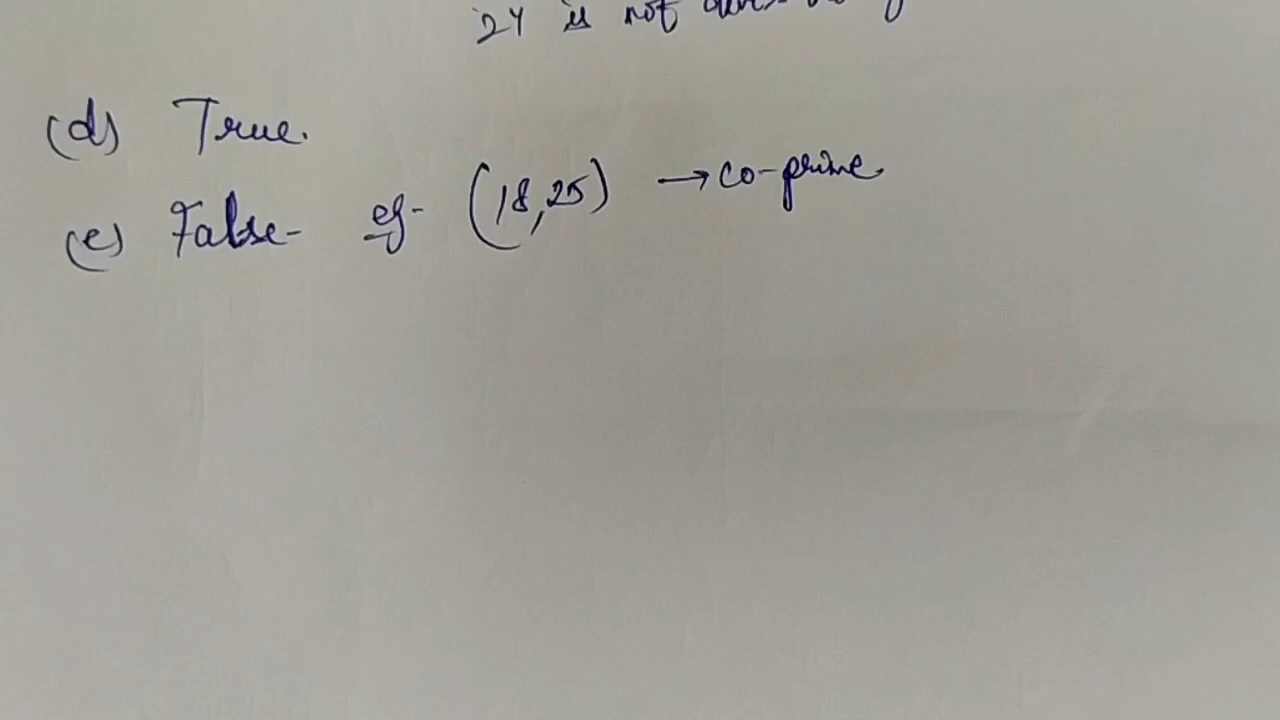 24 is not
(d) True.
(e) False- eg- (18,25) → co-prime.